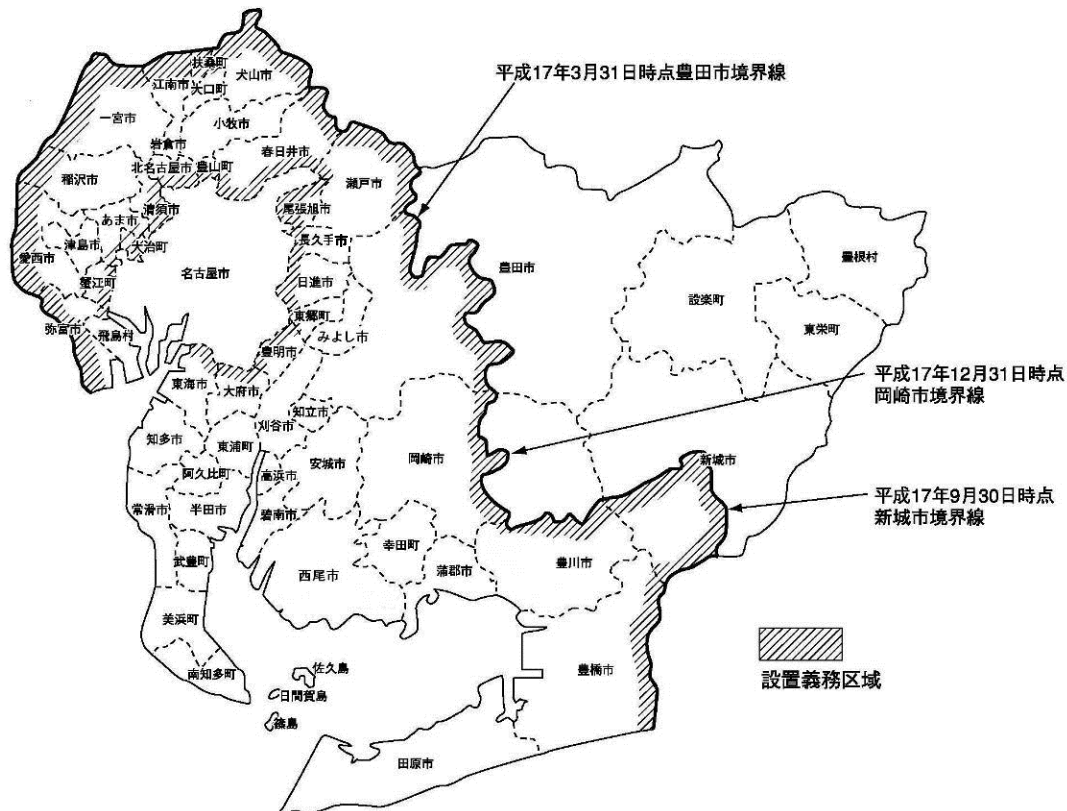 平成17年3月31日時点豊田市境界線
扶桑町
犬山市
江南市
大口町
一宮市
小牧市
岩倉市
春日井市
北名古屋市
豊山町
瀬戸市
稲沢市
清須市
尾張旭市
あま市
長久手市
津島市
大治町
愛西市
名古屋市
豊田市
豊根村
蟹江町
日進市
設楽町
東郷町
東栄町
弥富市
飛島村
みよし市
豊明市
東海市
大府市
平成17年12月31日時点
岡崎市境界線
知立市
知多市
刈谷市
東浦町
安城市
岡崎市
新城市
阿久比町
高浜市
平成17年9月30日時点
新城市境界線
常滑市
半田市
碧南市
幸田町
武豊町
西尾市
蒲郡市
豊川市
美浜町
南知多町
佐久島
豊橋市
設置義務区域
日間賀島
篠島
田原市